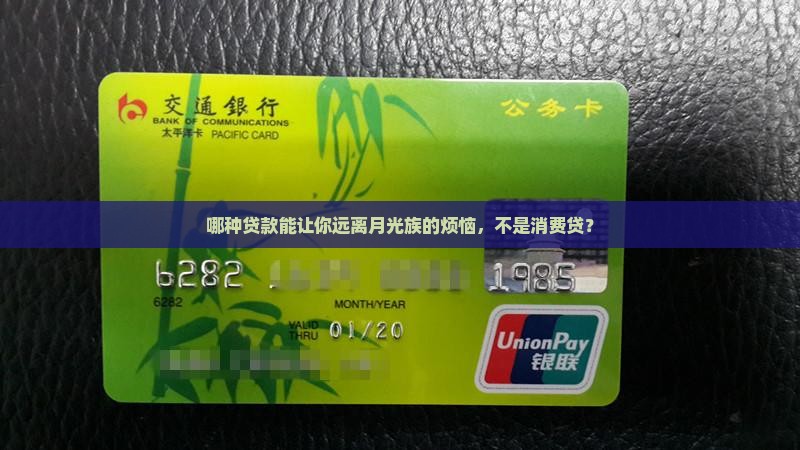 交通銀行 公务卡
BANK OF COMMUNICATIONS
太平洋卡 PACIFIC CARD
哪种贷款能让你远离月光族的烦恼，不是消费贷？
6282 1985
6282
MONTH/YEAR
VALID THRU 01/20
UnionPay
银联